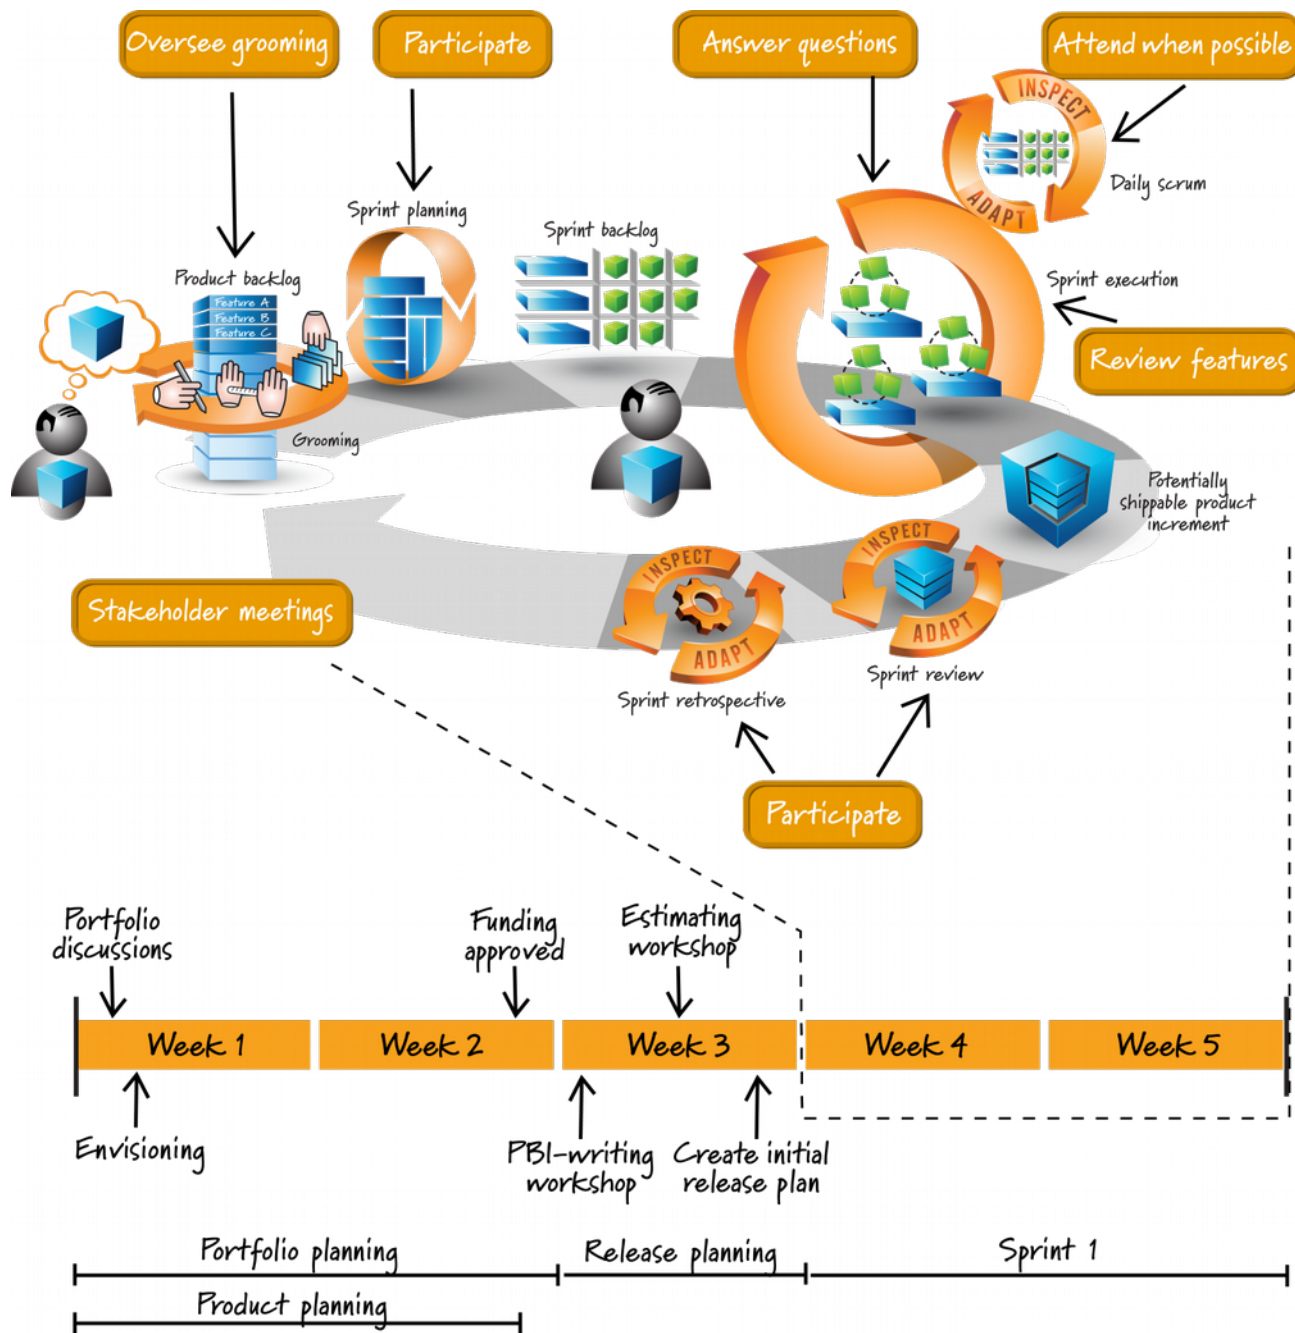 Oversee grooming
Participate
Answer questions
Attend when possible
INSPECT
ADAPT
Daily scrum
Sprint planning
Sprint backlog
Product backlog
Feature A
Feature B
Feature C
Grooming
Sprint execution
Review features
Potentially
shippable product
increment
Stakeholder meetings
INSPECT
ADAPT
Sprint retrospective
INSPECT
ADAPT
Sprint review
Participate
Portfolio
discussions
Funding
approved
Estimating
workshop
Week 1
Week 2
Week 3
Week 4
Week 5
Envisioning
PBI-writing
workshop
Create initial
release plan
Portfolio planning
Release planning
Sprint 1
Product planning